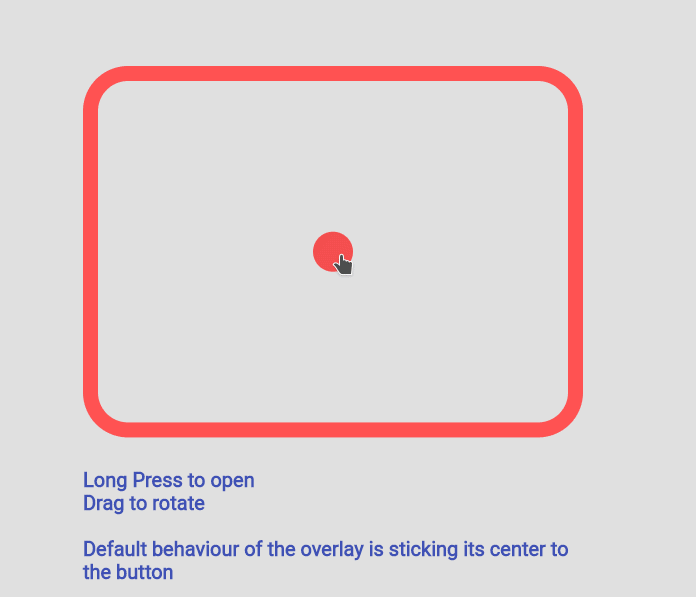 Long Press to open
Drag to rotate
Default behaviour of the overlay is sticking its center to
the button